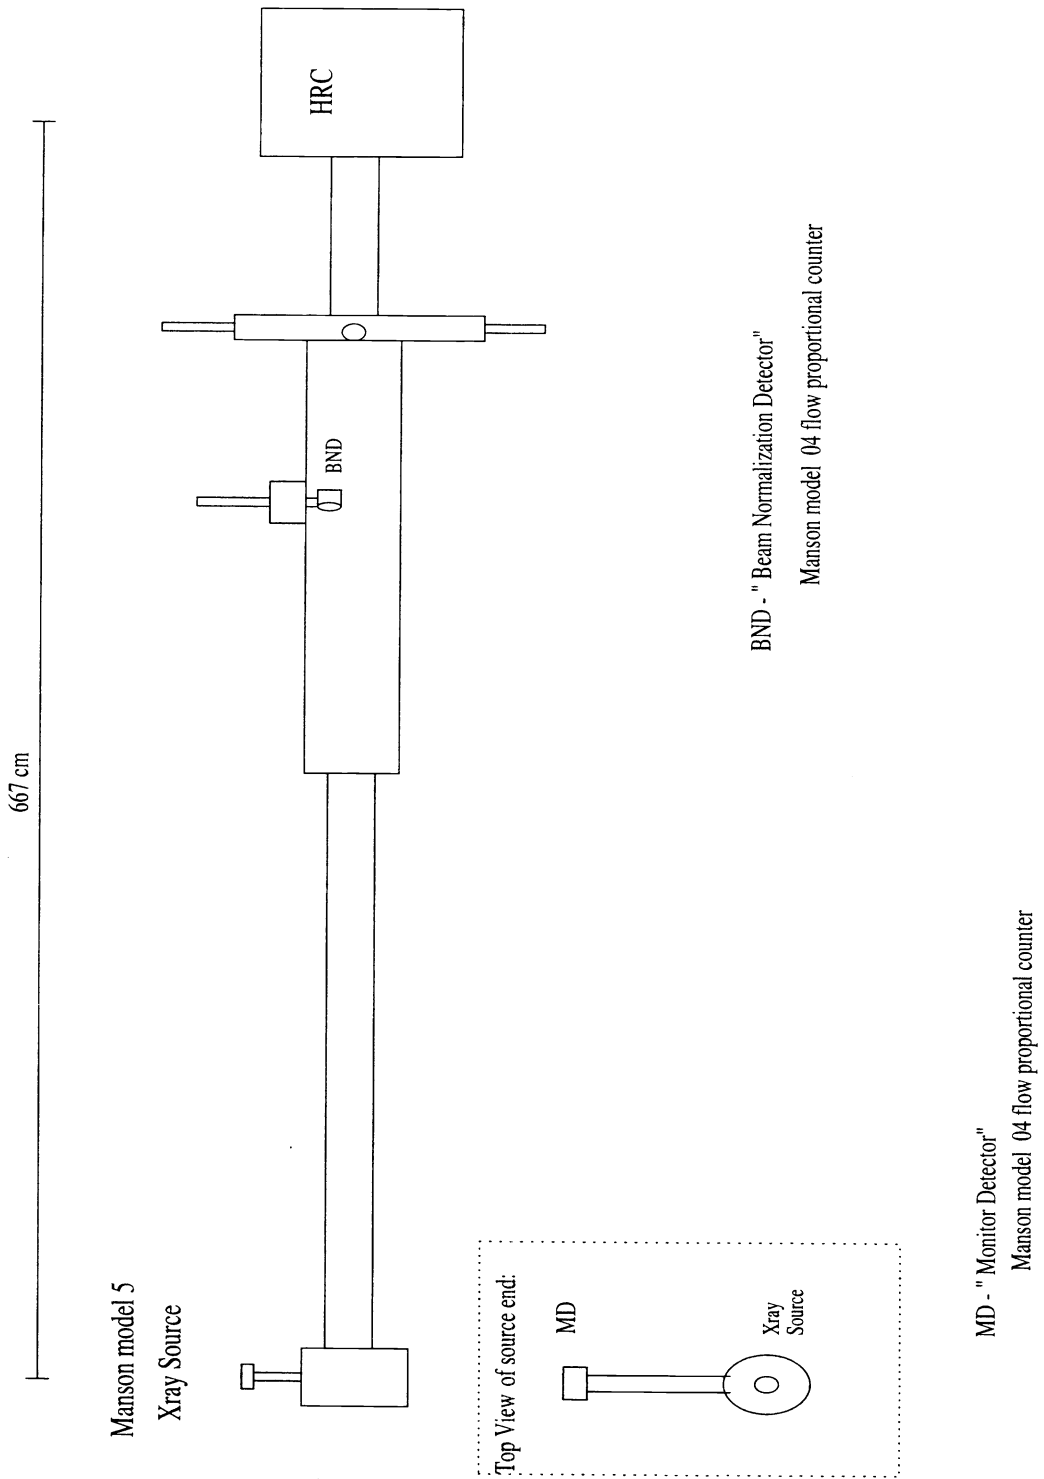 667 cm
Manson model 5
Xray Source
HRC
BND
Top View of source end:
MD
Xray
Source
BND - " Beam Normalization Detector"
Manson model 04 flow proportional counter
MD - " Monitor Detector"
Manson model 04 flow proportional counter